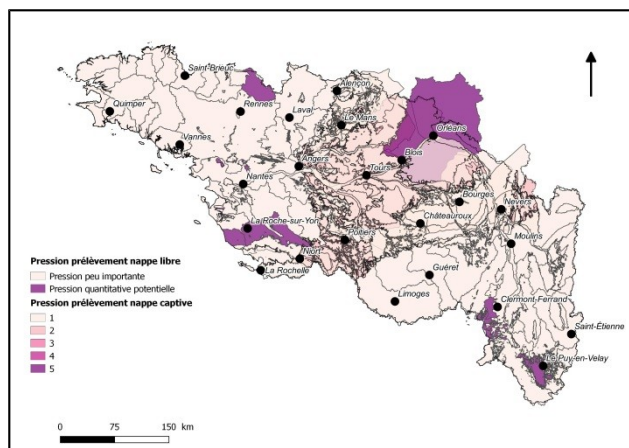 Saint-Brieuc
Alençon
Quimper
Rennes
Laval
Le Mans
Orléans
Vannes
Blois
Angers
Tours
Nantes
Bourges
Nevers
Châteauroux
La Roche-sur-Yon
Poitiers
Moulins
Niort
La Rochelle
Guéret
Limoges
Clermont-Ferrand
Saint-Étienne
Le Puy-en-Velay
Pression prélèvement nappe libre
Pression peu importante
Pression quantitative potentielle
Pression prélèvement nappe captive
1
2
3
4
5
0 75 150 km